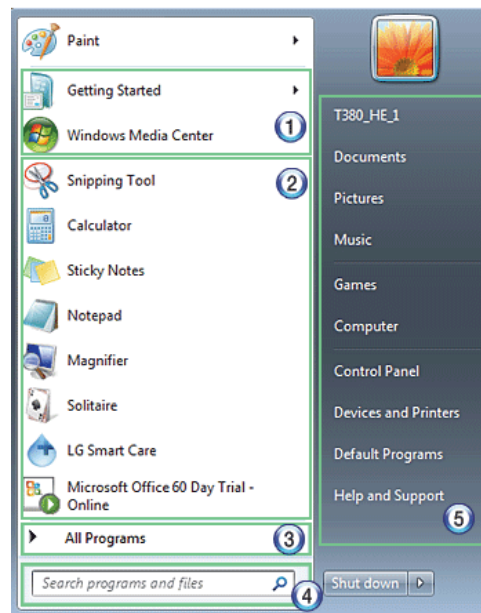 Paint
Getting Started
1
Windows Media Center
Snipping Tool
2
Calculator
Sticky Notes
Notepad
Magnifier
Solitaire
LG Smart Care
Microsoft Office 60 Day Trial -
Online
All Programs
3
Search programs and files
4
T380_HE_1
Documents
Pictures
Music
Games
Computer
Control Panel
Devices and Printers
Default Programs
Help and Support
5
Shut down